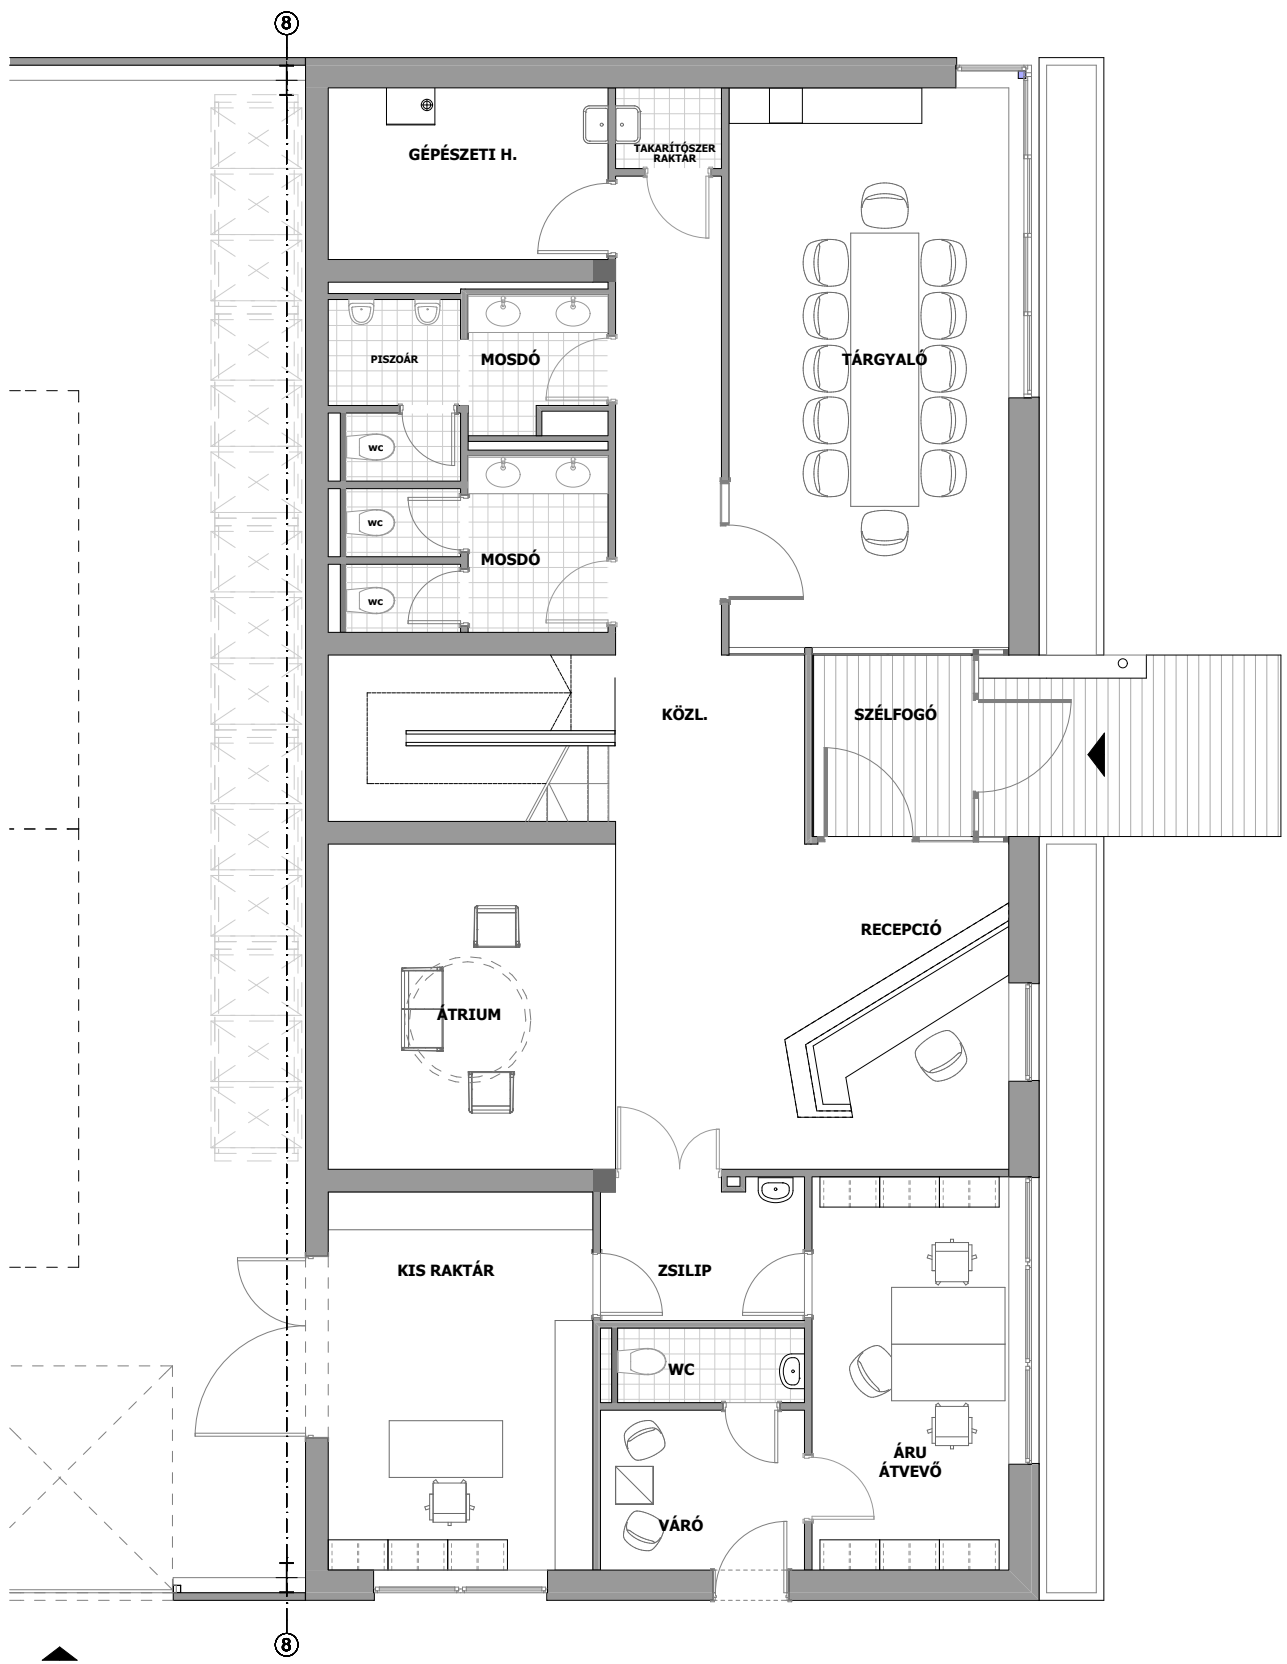 8
GÉPÉSZETI H.
TAKARÍTÓSZER
RAKTÁR
PISZOÁR
MOSDÓ
TÁRGYALÓ
WC
WC
MOSDÓ
WC
KÖZL.
SZÉLFOGÓ
RECEPCIÓ
ÁTRIUM
KIS RAKTÁR
ZSILIP
WC
ÁRU
ÁTVEVŐ
VÁRÓ
8